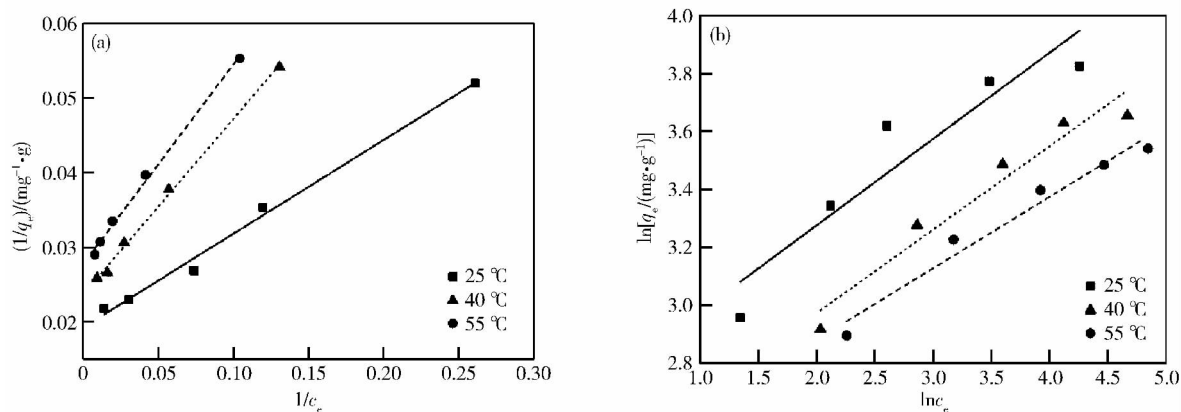 (a)
0.06
0.05
0.04
0.03
0.02
(1/qₑ)/(mg⁻¹•g)
25 ℃
40 ℃
55 ℃
0 0.05 0.10 0.15 0.20 0.25 0.30
1/cₑ
(b)
4.0
3.8
3.6
3.4
3.2
3.0
2.8
ln[qₑ/(mg•g⁻¹)]
25 ℃
40 ℃
55 ℃
1.0 1.5 2.0 2.5 3.0 3.5 4.0 4.5 5.0
lncₑ